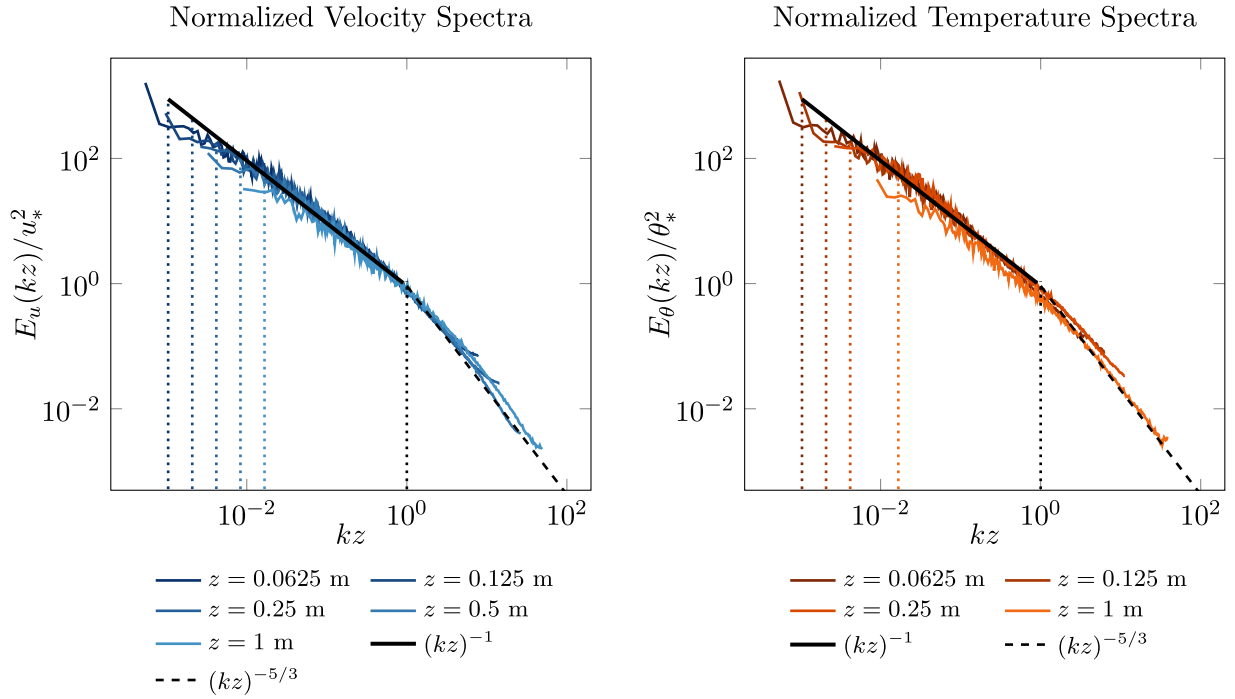 Normalized Velocity Spectra
E_u(kz)/u_*^2
10^2
10^0
10^{-2}
10^{-2} 10^0 10^2
kz
z = 0.0625 m z = 0.125 m
z = 0.25 m z = 0.5 m
z = 1 m (kz)^{-1}
(kz)^{-5/3}
Normalized Temperature Spectra
E_θ(kz)/θ_*^2
10^2
10^0
10^{-2}
10^{-2} 10^0 10^2
kz
z = 0.0625 m z = 0.125 m
z = 0.25 m z = 1 m
(kz)^{-1} (kz)^{-5/3}